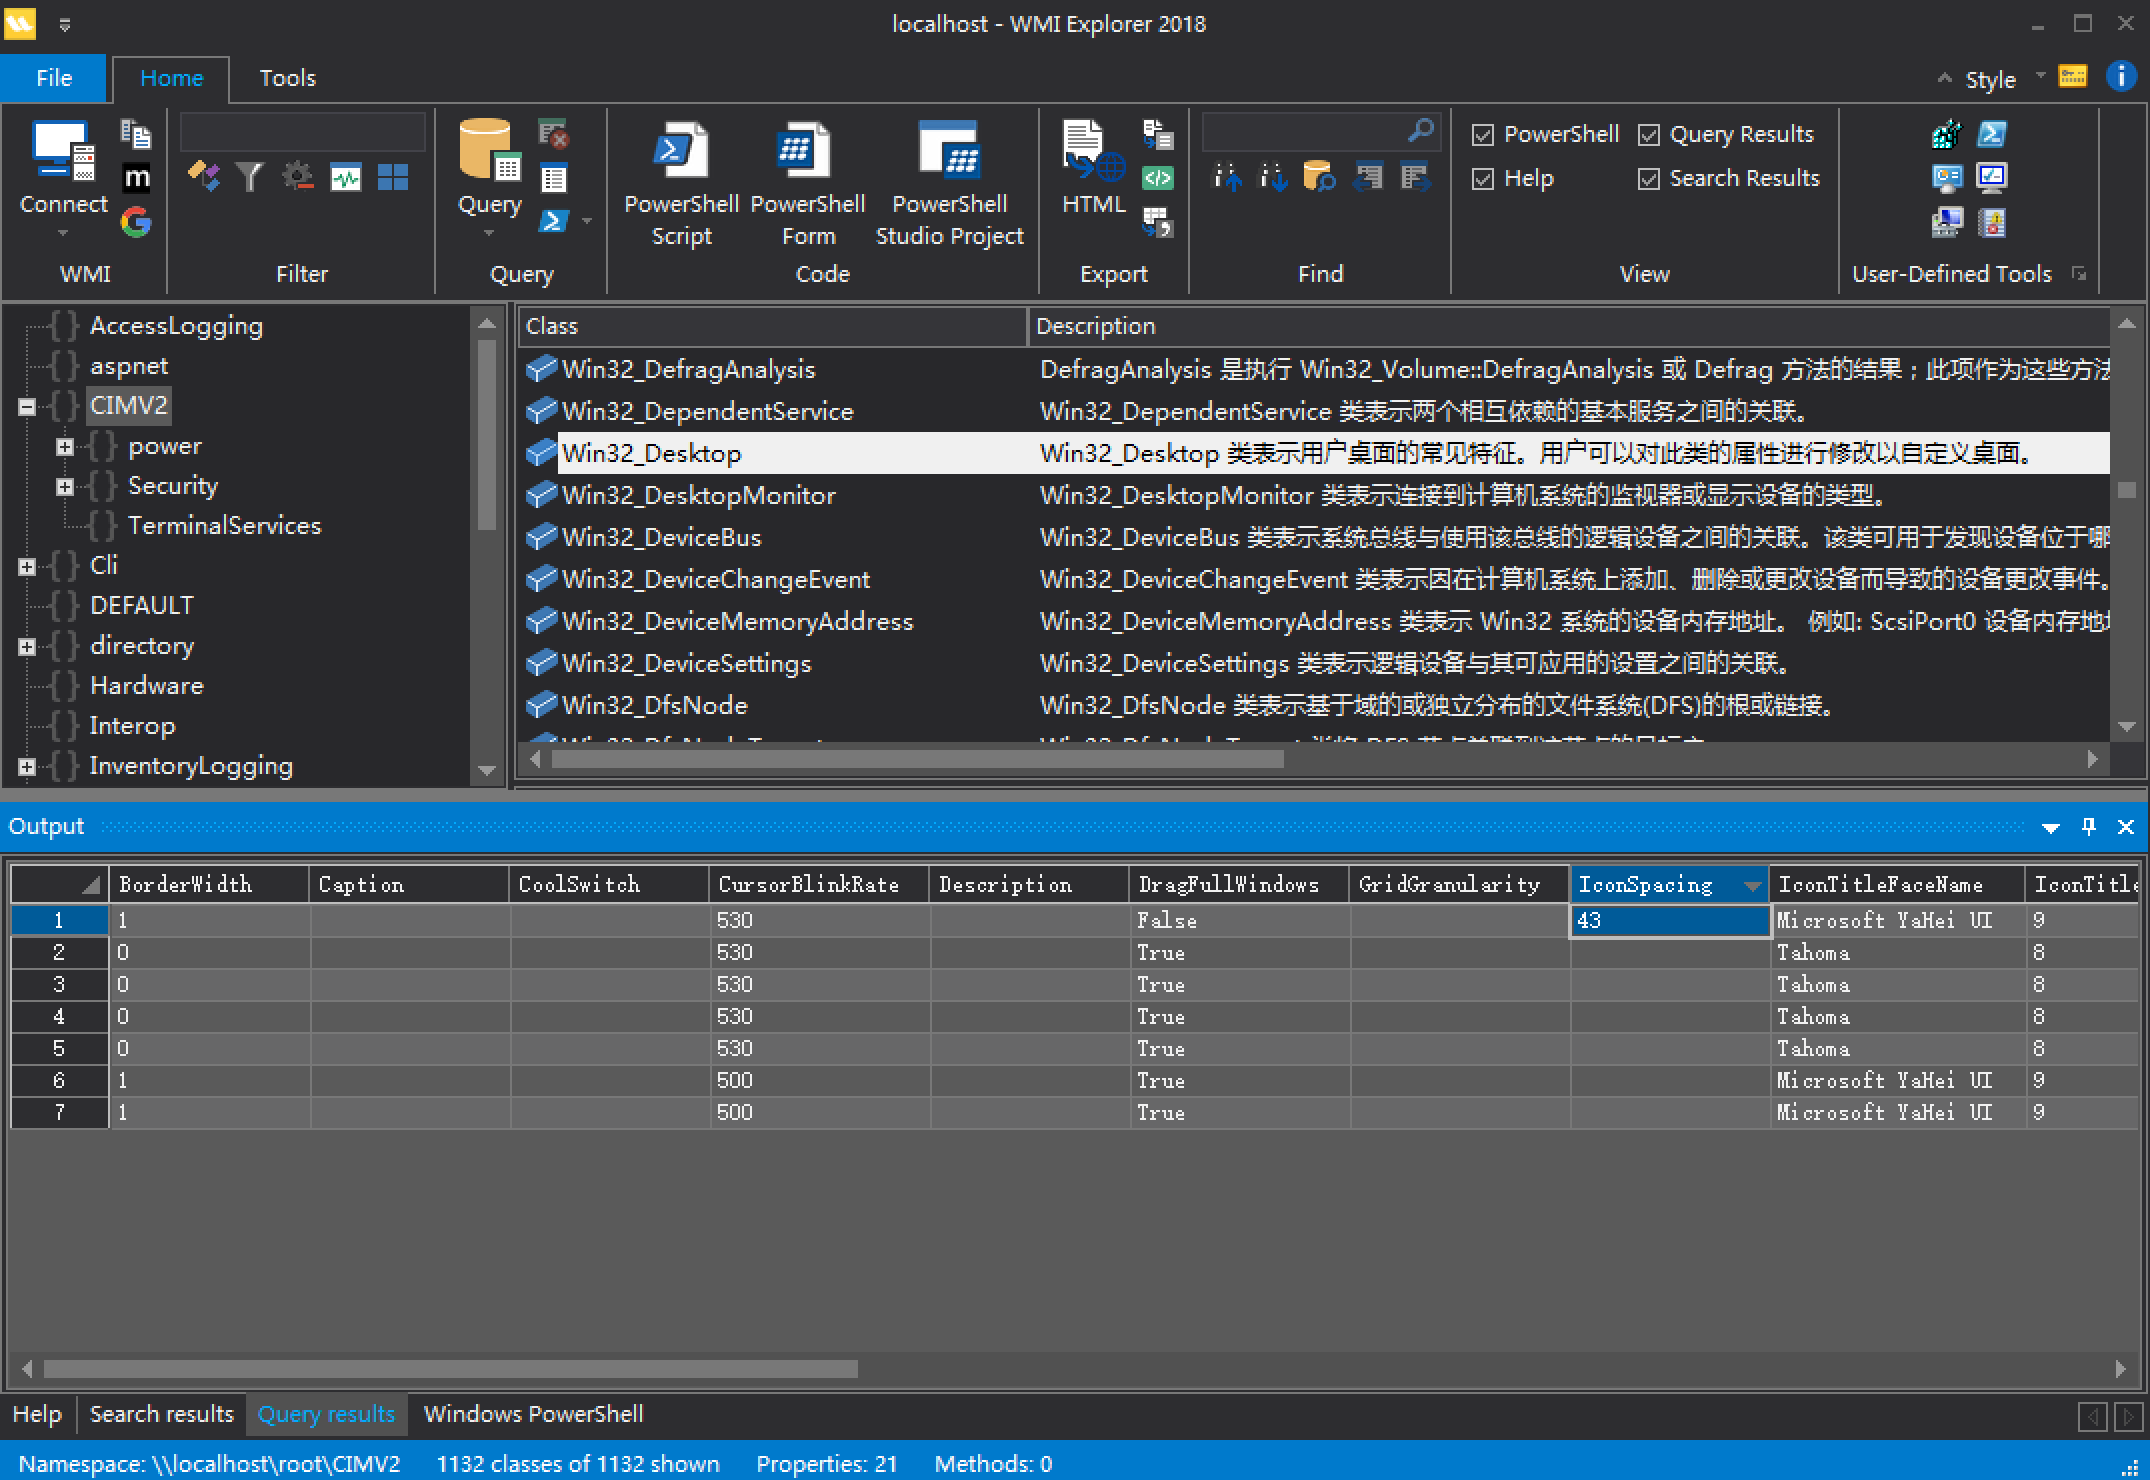 localhost - WMI Explorer 2018
File Home Tools Style
Connect
WMI
Filter
Query
Query
PowerShell Script
PowerShell Form
PowerShell Studio Project
Code
HTML
Export
Find
PowerShell Query Results
Help Search Results
View
User-Defined Tools
AccessLogging
aspnet
CIMV2
power
Security
TerminalServices
Cli
DEFAULT
directory
Hardware
Interop
InventoryLogging
Class Description
Win32_DefragAnalysis DefragAnalysis 是执行 Win32_Volume::DefragAnalysis 或 Defrag 方法的结果；此项作为这些方法
Win32_DependentService Win32_DependentService 类表示两个相互依赖的基本服务之间的关联。
Win32_Desktop Win32_Desktop 类表示用户桌面的常见特征。用户可以对此类的属性进行修改以自定义桌面。
Win32_DesktopMonitor Win32_DesktopMonitor 类表示连接到计算机系统的监视器或显示设备的类型。
Win32_DeviceBus Win32_DeviceBus 类表示系统总线与使用该总线的逻辑设备之间的关联。该类可用于发现设备位于哪
Win32_DeviceChangeEvent Win32_DeviceChangeEvent 类表示因在计算机系统上添加、删除或更改设备而导致的设备更改事件。
Win32_DeviceMemoryAddress Win32_DeviceMemoryAddress 类表示 Win32 系统的设备内存地址。 例如: ScsiPort0 设备内存地
Win32_DeviceSettings Win32_DeviceSettings 类表示逻辑设备与其可应用的设置之间的关联。
Win32_DfsNode Win32_DfsNode 类表示基于域的或独立分布的文件系统(DFS)的根或链接。
Output
BorderWidth Caption CoolSwitch CursorBlinkRate Description DragFullWindows GridGranularity IconSpacing IconTitleFaceName IconTitle
1 1 530 False 43 Microsoft YaHei UI 9
2 0 530 True Tahoma 8
3 0 530 True Tahoma 8
4 0 530 True Tahoma 8
5 0 530 True Tahoma 8
6 1 500 True Microsoft YaHei UI 9
7 1 500 True Microsoft YaHei UI 9
Help Search results Query results Windows PowerShell
Namespace: \\localhost\root\CIMV2 1132 classes of 1132 shown Properties: 21 Methods: 0